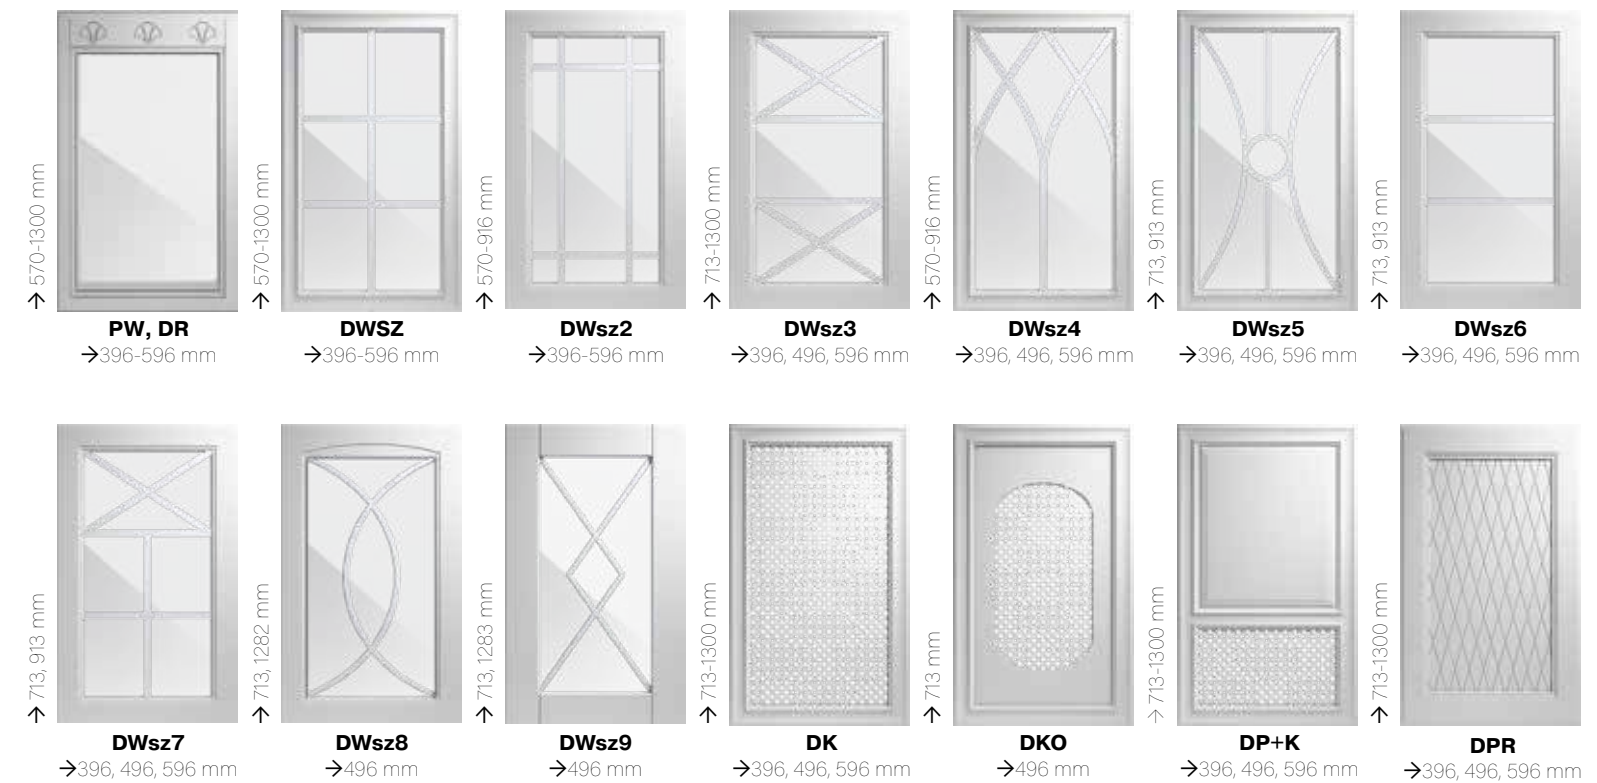 570-1300 mm
PW, DR
396-596 mm
570-1300 mm
DWSZ
396-596 mm
570-916 mm
DWsz2
396-596 mm
713-1300 mm
DWsz3
396, 496, 596 mm
570-916 mm
DWsz4
396, 496, 596 mm
713, 913 mm
DWsz5
396, 496, 596 mm
713, 913 mm
DWsz6
396, 496, 596 mm
713, 913 mm
DWsz7
396, 496, 596 mm
713, 1282 mm
DWsz8
496 mm
713, 1283 mm
DWsz9
496 mm
713-1300 mm
DK
396, 496, 596 mm
713 mm
DKO
496 mm
713-1300 mm
DP+K
396, 496, 596 mm
713-1300 mm
DPR
396, 496, 596 mm